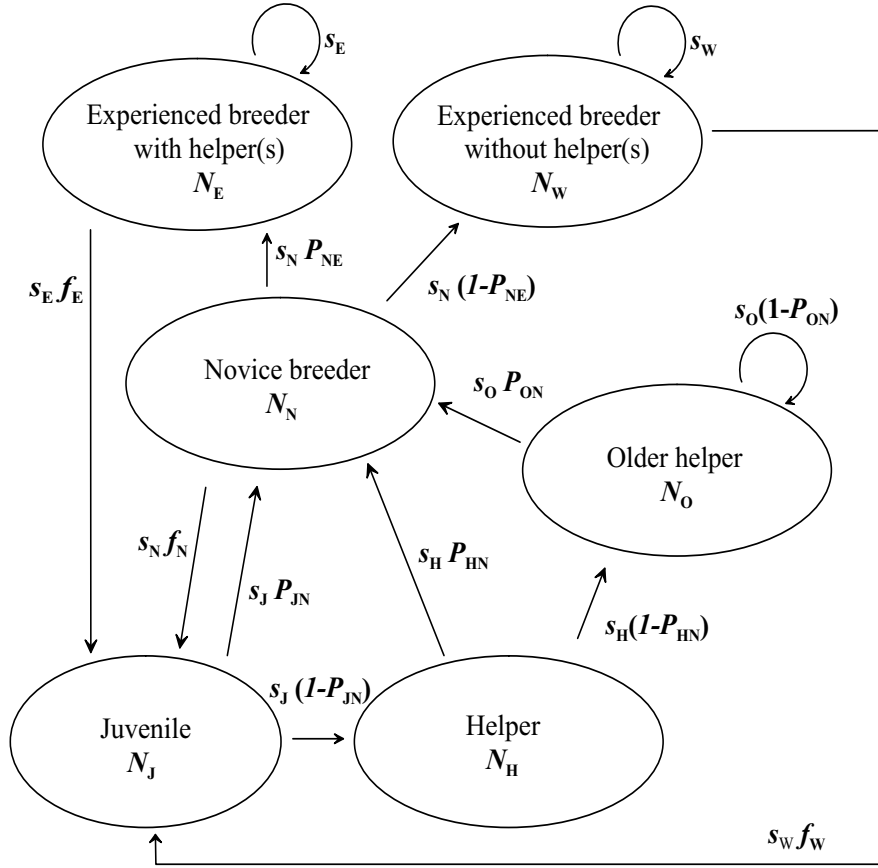 s_E
s_W
Experienced breeder
with helper(s)
N_E
Experienced breeder
without helper(s)
N_W
s_E f_E
s_N P_NE
s_N (1-P_NE)
s_O(1-P_ON)
Novice breeder
N_N
s_O P_ON
Older helper
N_O
s_N f_N
s_J P_JN
s_H P_HN
s_H(1-P_HN)
s_J (1-P_JN)
Juvenile
N_J
Helper
N_H
s_W f_W